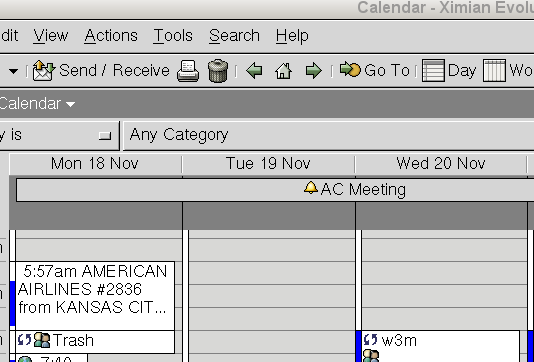 Calendar - Ximian Evolu
dit View Actions Tools Search Help
Send / Receive Go To Day Wo
Calendar
y is Any Category
Mon 18 Nov Tue 19 Nov Wed 20 Nov
AC Meeting
5:57am AMERICAN
AIRLINES #2836
from KANSAS CIT...
Trash w3m
7:40